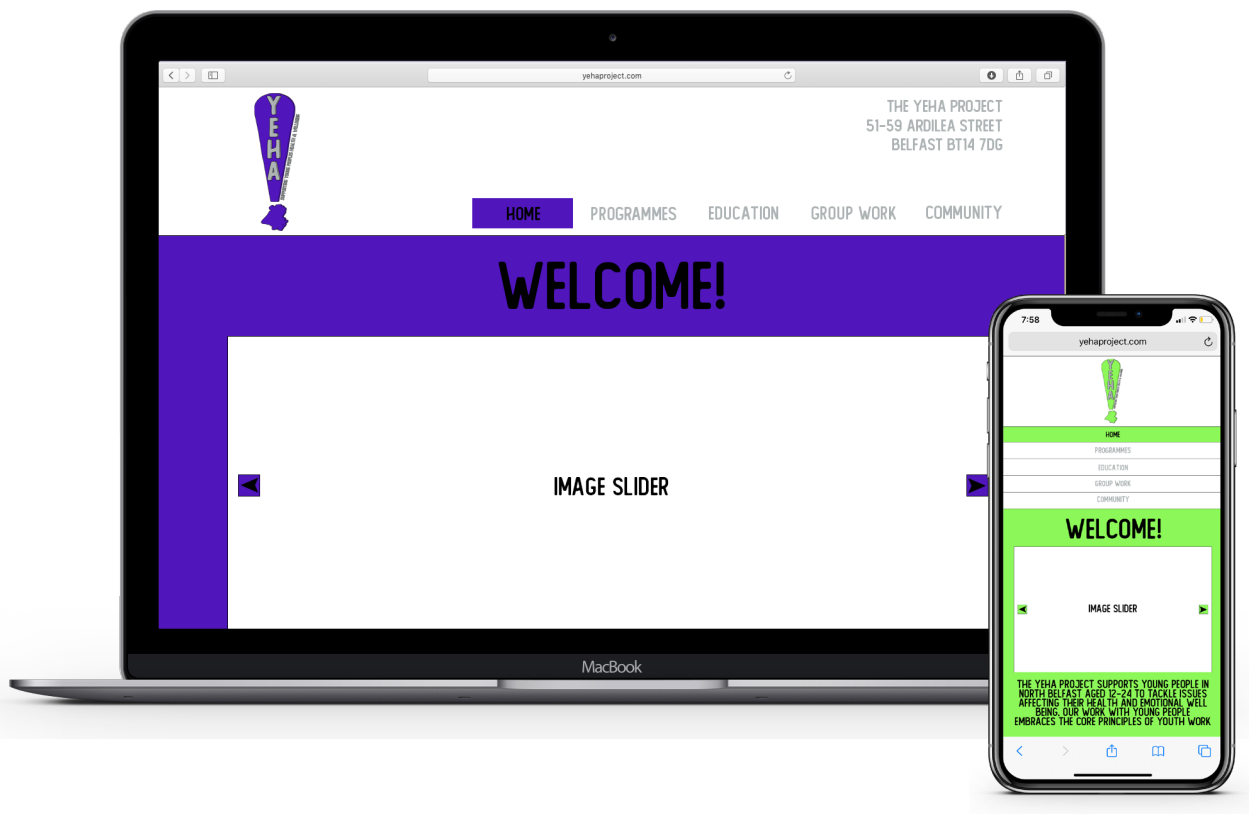 yehaproject.com
YEHA
THE YEHA PROJECT
51-59 ARDILEA STREET
BELFAST BT14 7DG
HOME
PROGRAMMES
EDUCATION
GROUP WORK
COMMUNITY
WELCOME!
IMAGE SLIDER
MacBook
7:58
yehaproject.com
YEHA
HOME
PROGRAMMES
EDUCATION
GROUP WORK
COMMUNITY
WELCOME!
IMAGE SLIDER
THE YEHA PROJECT SUPPORTS YOUNG PEOPLE IN
NORTH BELFAST AGED 12-24 TO TACKLE ISSUES
AFFECTING THEIR HEALTH AND EMOTIONAL WELL
BEING. OUR WORK WITH YOUNG PEOPLE
EMBRACES THE CORE PRINCIPLES OF YOUTH WORK